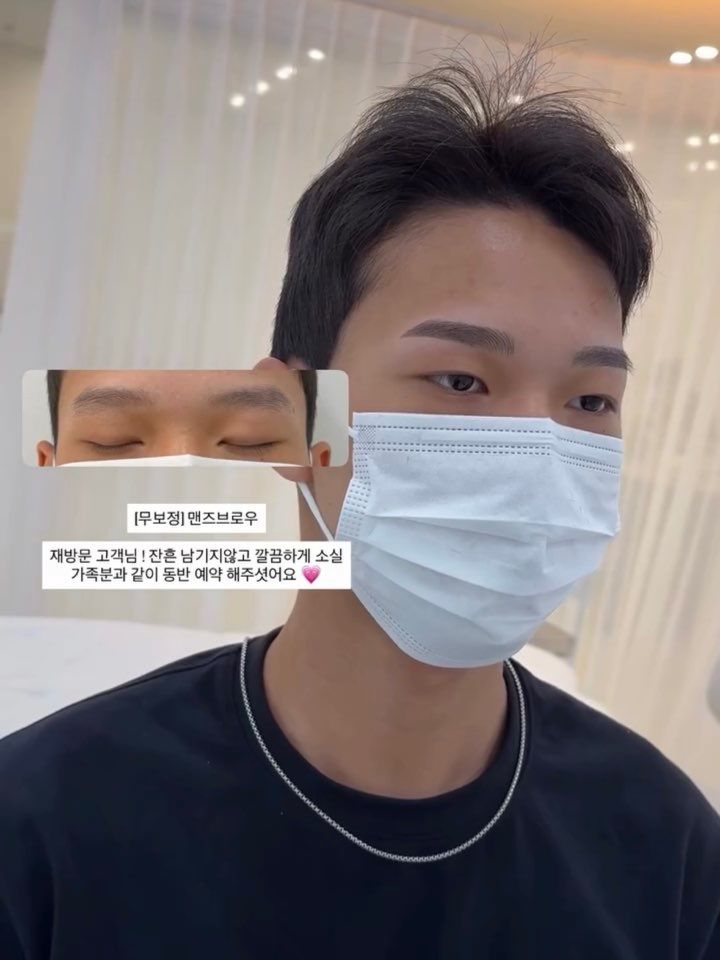 [무보정] 맨즈브로우
재방문 고객님 ! 잔흔 남기지않고 깔끔하게 소실
가족분과 같이 동반 예약 해주셧어요 💗